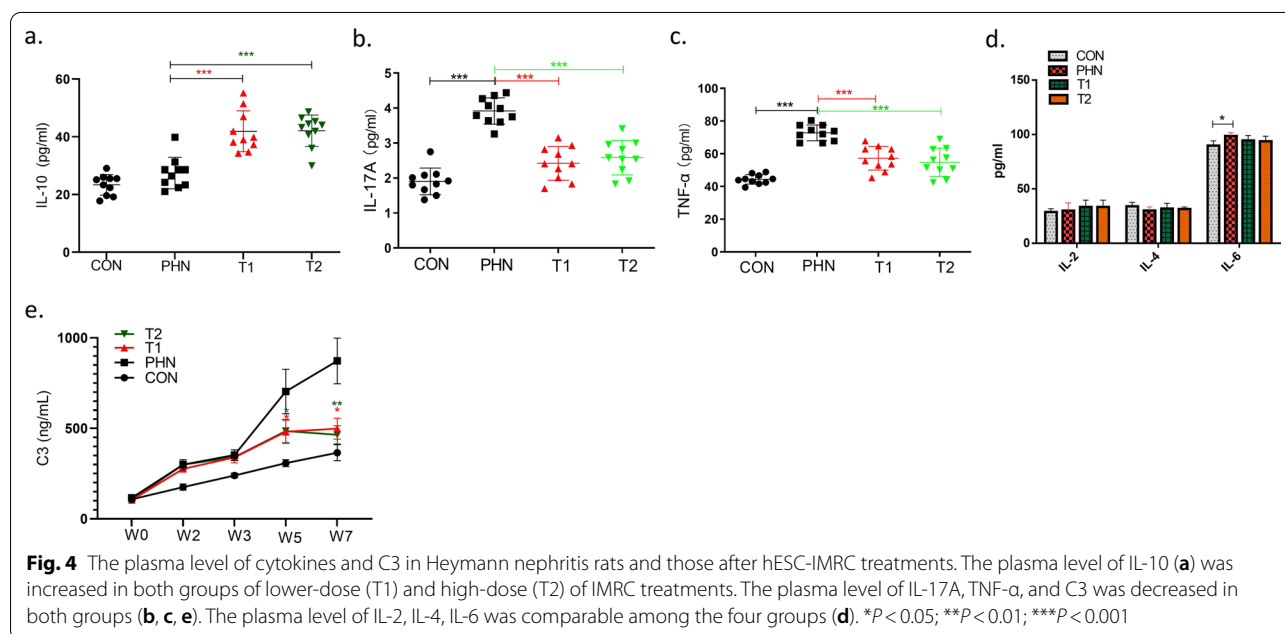 a.
***
***
60
40
20
0
IL-10 (pg/ml)
CON PHN T1 T2
b.
***
*** ***
5
4
3
2
1
0
IL-17A (pg/ml)
CON PHN T1 T2
c.
***
*** ***
100
80
60
40
20
0
TNF-α (pg/ml)
CON PHN T1 T2
d.
CON
PHN
T1
T2
150
100
50
0
pg/ml
*
IL-2 IL-4 IL-6
e.
T2
T1
PHN
CON
1000
500
0
C3 (ng/mL)
* **
* *
W0 W2 W3 W5 W7
Fig. 4 The plasma level of cytokines and C3 in Heymann nephritis rats and those after hESC-IMRC treatments. The plasma level of IL-10 (a) was
increased in both groups of lower-dose (T1) and high-dose (T2) of IMRC treatments. The plasma level of IL-17A, TNF-α, and C3 was decreased in
both groups (b, c, e). The plasma level of IL-2, IL-4, IL-6 was comparable among the four groups (d). *P < 0.05; **P < 0.01; ***P < 0.001